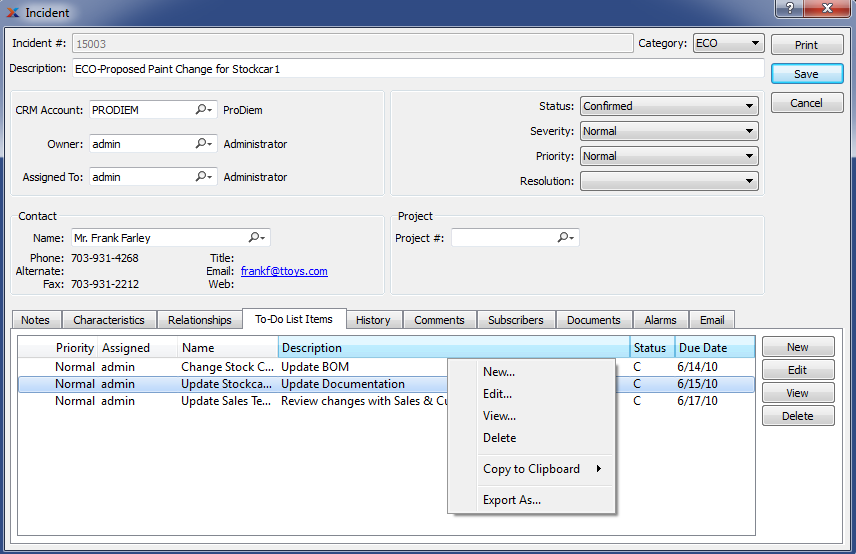 Incident
Incident #: 15003 Category: ECO Print
Description: ECO-Proposed Paint Change for Stockcar1 Save
Cancel
CRM Account: PRODIEM ProDiem
Owner: admin Administrator
Assigned To: admin Administrator
Status: Confirmed
Severity: Normal
Priority: Normal
Resolution:
Contact
Name: Mr. Frank Farley
Phone: 703-931-4268 Title:
Alternate: Email: frankf@ttoys.com
Fax: 703-931-2212 Web:
Project
Project #:
Notes Characteristics Relationships To-Do List Items History Comments Subscribers Documents Alarms Email
Priority Assigned Name Description Status Due Date
Normal admin Change Stock C... Update BOM C 6/14/10
Normal admin Update Stockca... Update Documentation C 6/15/10
Normal admin Update Sales Te... Review changes with Sales & Cu C 6/17/10
New...
Edit...
View...
Delete
Copy to Clipboard
Export As...
New
Edit
View
Delete